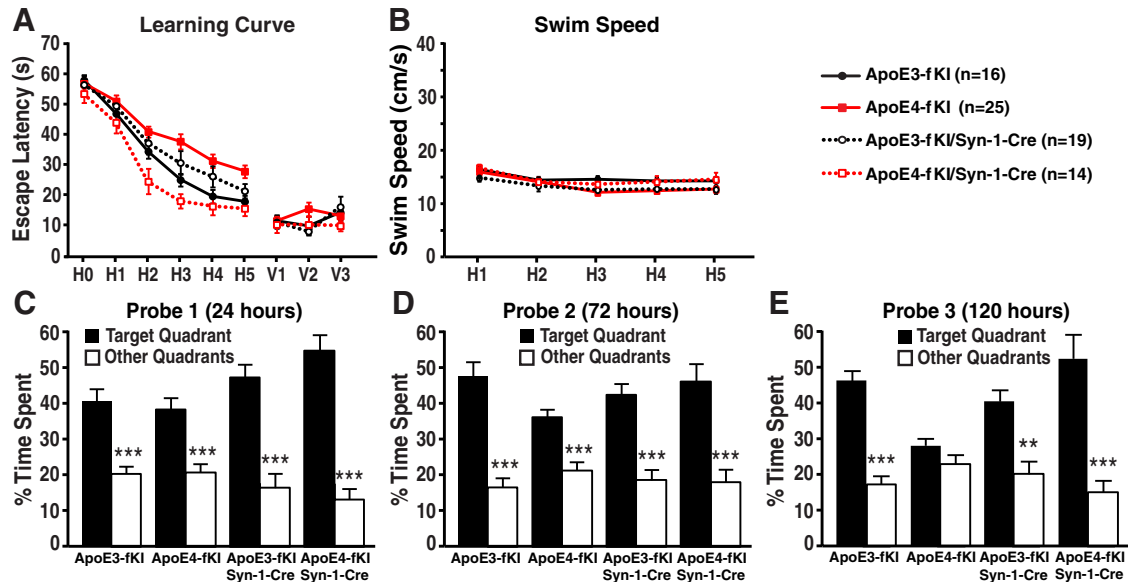 A
Learning Curve
Escape Latency (s)
70
60
50
40
30
20
10
0
H0 H1 H2 H3 H4 H5 V1 V2 V3
B
Swim Speed
Swim Speed (cm/s)
40
30
20
10
0
H1 H2 H3 H4 H5
ApoE3-fKI (n=16)
ApoE4-fKI (n=25)
ApoE3-fKI/Syn-1-Cre (n=19)
ApoE4-fKI/Syn-1-Cre (n=14)
C
Probe 1 (24 hours)
Target Quadrant
Other Quadrants
% Time Spent
60
50
40
30
20
10
0
*** *** *** ***
ApoE3-fKI ApoE4-fKI ApoE3-fKI ApoE4-fKI
Syn-1-Cre Syn-1-Cre
D
Probe 2 (72 hours)
Target Quadrant
Other Quadrants
% Time Spent
60
50
40
30
20
10
0
*** *** *** ***
ApoE3-fKI ApoE4-fKI ApoE3-fKI ApoE4-fKI
Syn-1-Cre Syn-1-Cre
E
Probe 3 (120 hours)
Target Quadrant
Other Quadrants
% Time Spent
60
50
40
30
20
10
0
*** ** ***
ApoE3-fKI ApoE4-fKI ApoE3-fKI ApoE4-fKI
Syn-1-Cre Syn-1-Cre